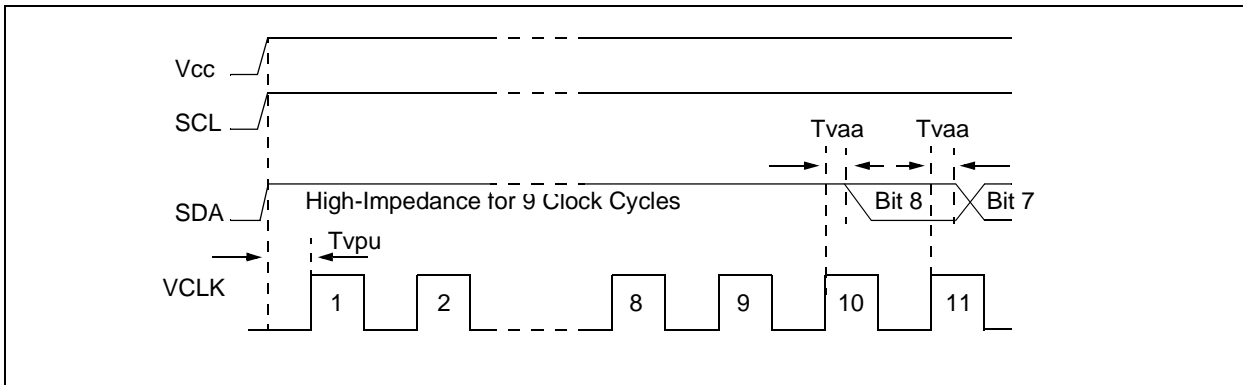 Vcc
SCL
Tvaa Tvaa
SDA
High-Impedance for 9 Clock Cycles
Bit 8
Bit 7
Tvpu
VCLK
1 2 8 9 10 11